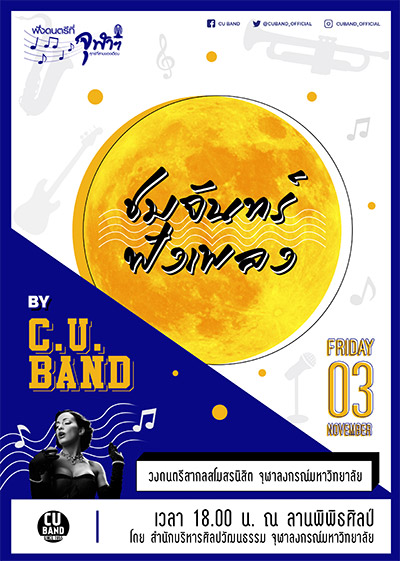 ฟังดนตรีที่
จุฬาฯ
CU BAND
@CUBAND_OFFICIAL
CUBAND_OFFICIAL
ชมจันทร์
ฟังเพลง
BY
C.U.
BAND
FRIDAY
03
NOVEMBER
วงดนตรีสากลสโมสรนิสิต จุฬาลงกรณ์มหาวิทยาลัย
CU
BAND
SINCE 1955
เวลา 18.00 น. ณ ลานพิพิธศิลป์
โดย สำนักบริหารศิลปวัฒนธรรม จุฬาลงกรณ์มหาวิทยาลัย